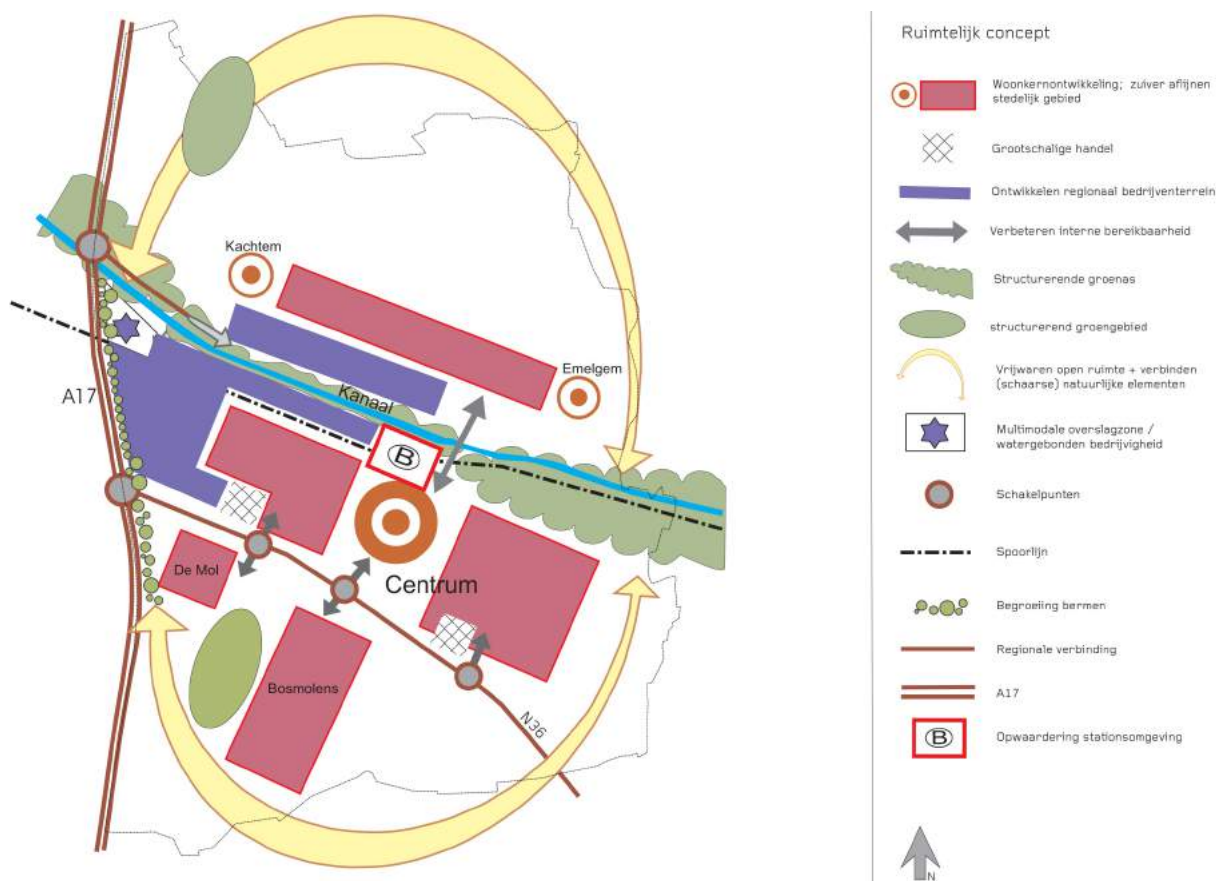 Kachtem
Emelgem
Kanaal
A17
B
De Mol
Centrum
Bosmolens
N36
Ruimtelijk concept
Woonkernontwikkeling; zuiver aflijnen
stedelijk gebied
Grootschalige handel
Ontwikkelen regionaal bedrijventerrein
Verbeteren interne bereikbaarheid
Structurerende groenas
structurerend groengebied
Vrijwaren open ruimte + verbinden
(schaarse) natuurlijke elementen
Multimodale overslagzone /
watergebonden bedrijvigheid
Schakelpunten
Spoorlijn
Begroeiing bermen
Regionale verbinding
A17
B
Opwaardering stationsomgeving
N